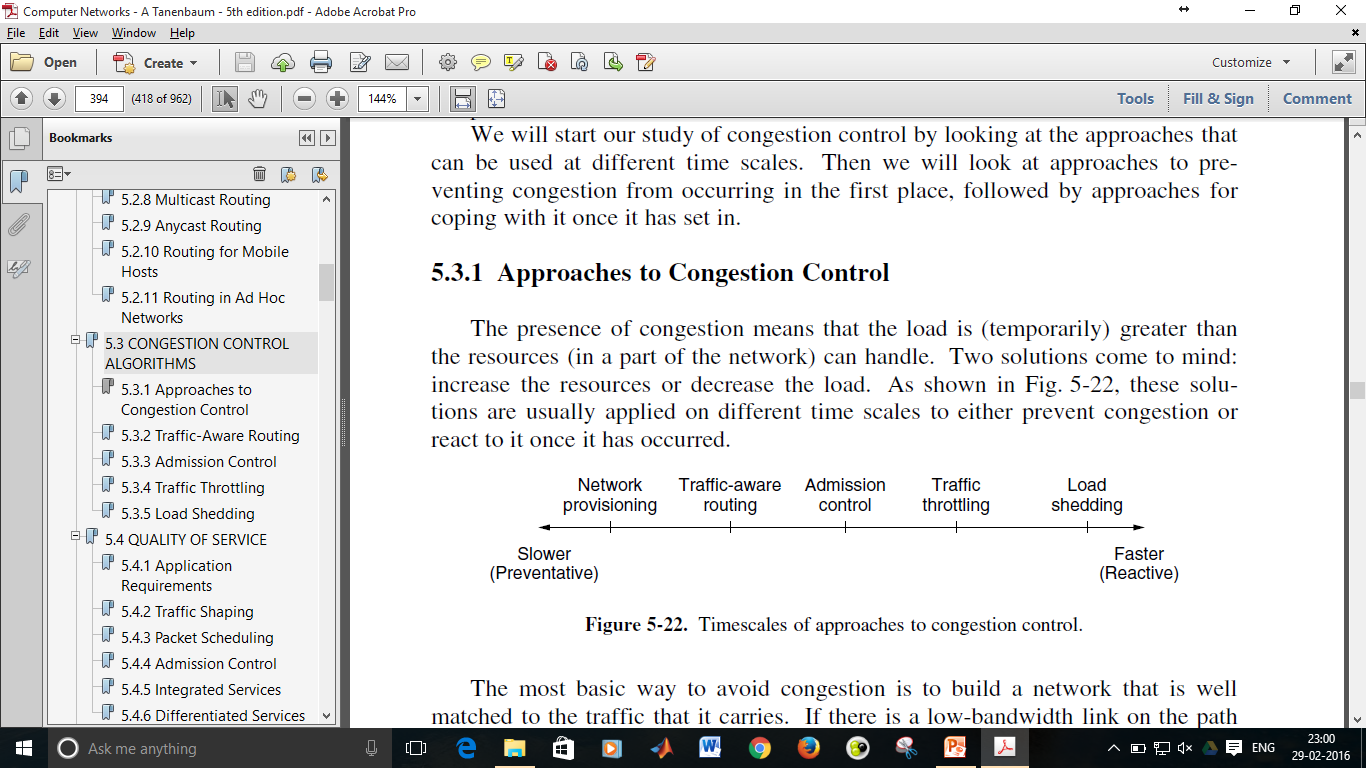 Computer Networks - A Tanenbaum - 5th edition.pdf - Adobe Acrobat Pro
File Edit View Window Help
Open Create Customize
394 (418 of 962) 144% Tools Fill & Sign Comment
Bookmarks
5.2.8 Multicast Routing
5.2.9 Anycast Routing
5.2.10 Routing for Mobile
Hosts
5.2.11 Routing in Ad Hoc
Networks
5.3 CONGESTION CONTROL
ALGORITHMS
5.3.1 Approaches to
Congestion Control
5.3.2 Traffic-Aware Routing
5.3.3 Admission Control
5.3.4 Traffic Throttling
5.3.5 Load Shedding
5.4 QUALITY OF SERVICE
5.4.1 Application
Requirements
5.4.2 Traffic Shaping
5.4.3 Packet Scheduling
5.4.4 Admission Control
5.4.5 Integrated Services
5.4.6 Differentiated Services
We will start our study of congestion control by looking at the approaches that
can be used at different time scales. Then we will look at approaches to pre-
venting congestion from occurring in the first place, followed by approaches for
coping with it once it has set in.
5.3.1 Approaches to Congestion Control
The presence of congestion means that the load is (temporarily) greater than
the resources (in a part of the network) can handle. Two solutions come to mind:
increase the resources or decrease the load. As shown in Fig. 5-22, these solu-
tions are usually applied on different time scales to either prevent congestion or
react to it once it has occurred.
Network Traffic-aware Admission Traffic Load
provisioning routing control throttling shedding
Slower Faster
(Preventative) (Reactive)
Figure 5-22. Timescales of approaches to congestion control.
The most basic way to avoid congestion is to build a network that is well
matched to the traffic that it carries. If there is a low-bandwidth link on the path
Ask me anything
ENG
23:00
29-02-2016